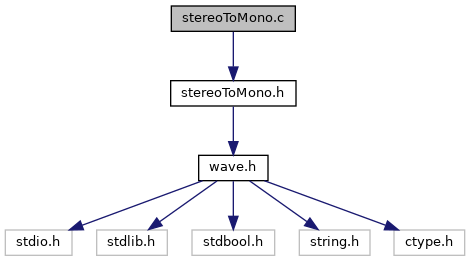 stereoToMono.c
stereoToMono.h
wave.h
stdio.h
stdlib.h
stdbool.h
string.h
ctype.h